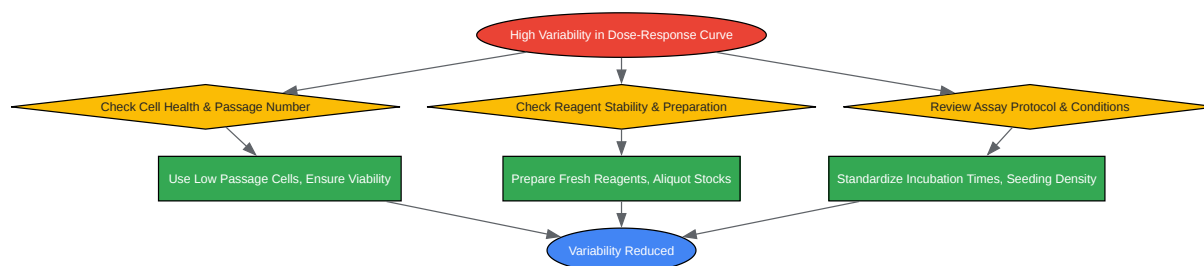 High Variability in Dose-Response Curve
Check Cell Health & Passage Number
Check Reagent Stability & Preparation
Review Assay Protocol & Conditions
Use Low Passage Cells, Ensure Viability
Prepare Fresh Reagents, Aliquot Stocks
Standardize Incubation Times, Seeding Density
Variability Reduced